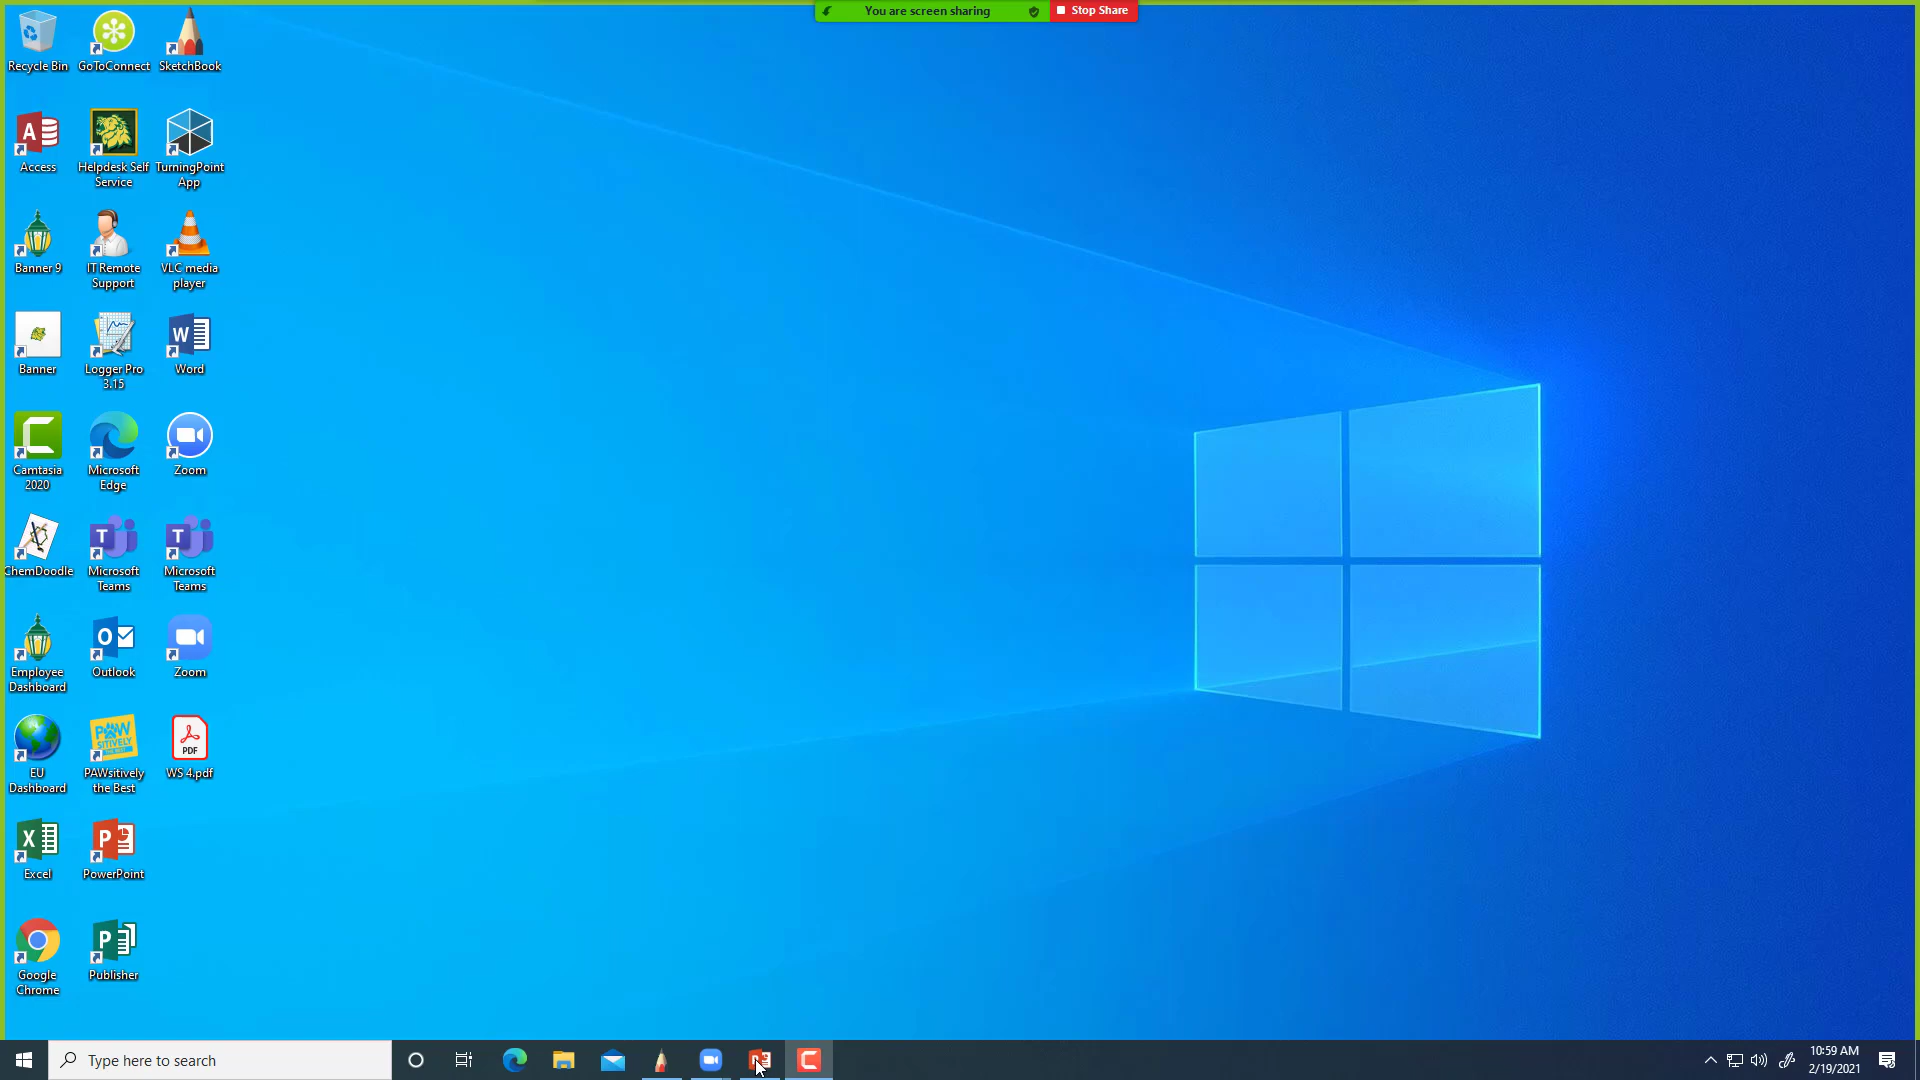 You are screen sharing
Stop Share
Recycle Bin
GoToConnect
SketchBook
Access
Helpdesk Self
Service
TurningPoint
App
Banner 9
IT Remote
Support
VLC media
player
Banner
Logger Pro
3.15
Word
Camtasia
2020
Microsoft
Edge
Zoom
ChemDoodle
Microsoft
Teams
Microsoft
Teams
Employee
Dashboard
Outlook
Zoom
EU
Dashboard
PAWsitively
the Best
PDF
WS 4.pdf
Excel
PowerPoint
Google
Chrome
Publisher
Type here to search
10:59 AM
2/19/2021